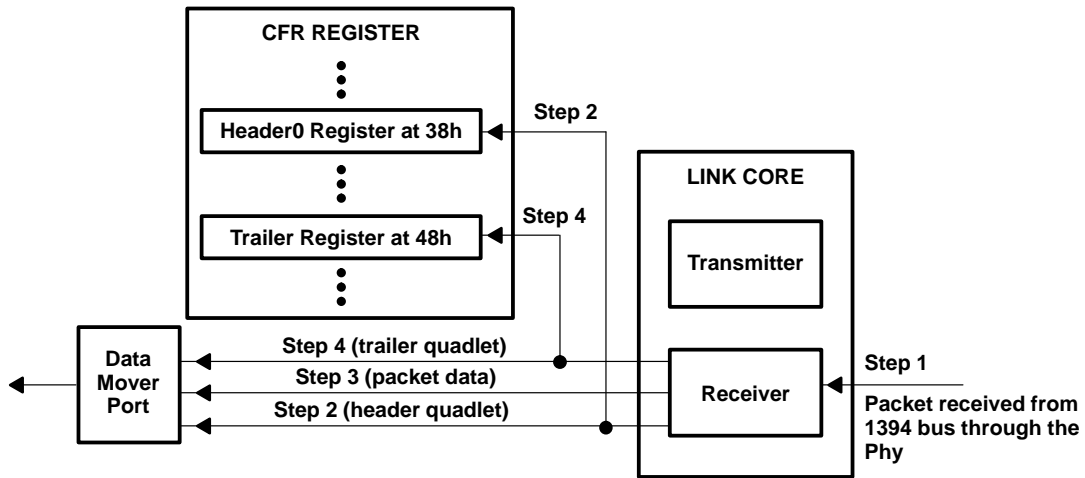 CFR REGISTER
Header0 Register at 38h
Step 2
Trailer Register at 48h
Step 4
LINK CORE
Transmitter
Receiver
Step 4 (trailer quadlet)
Step 3 (packet data)
Step 2 (header quadlet)
Data
Mover
Port
Step 1
Packet received from
1394 bus through the
Phy